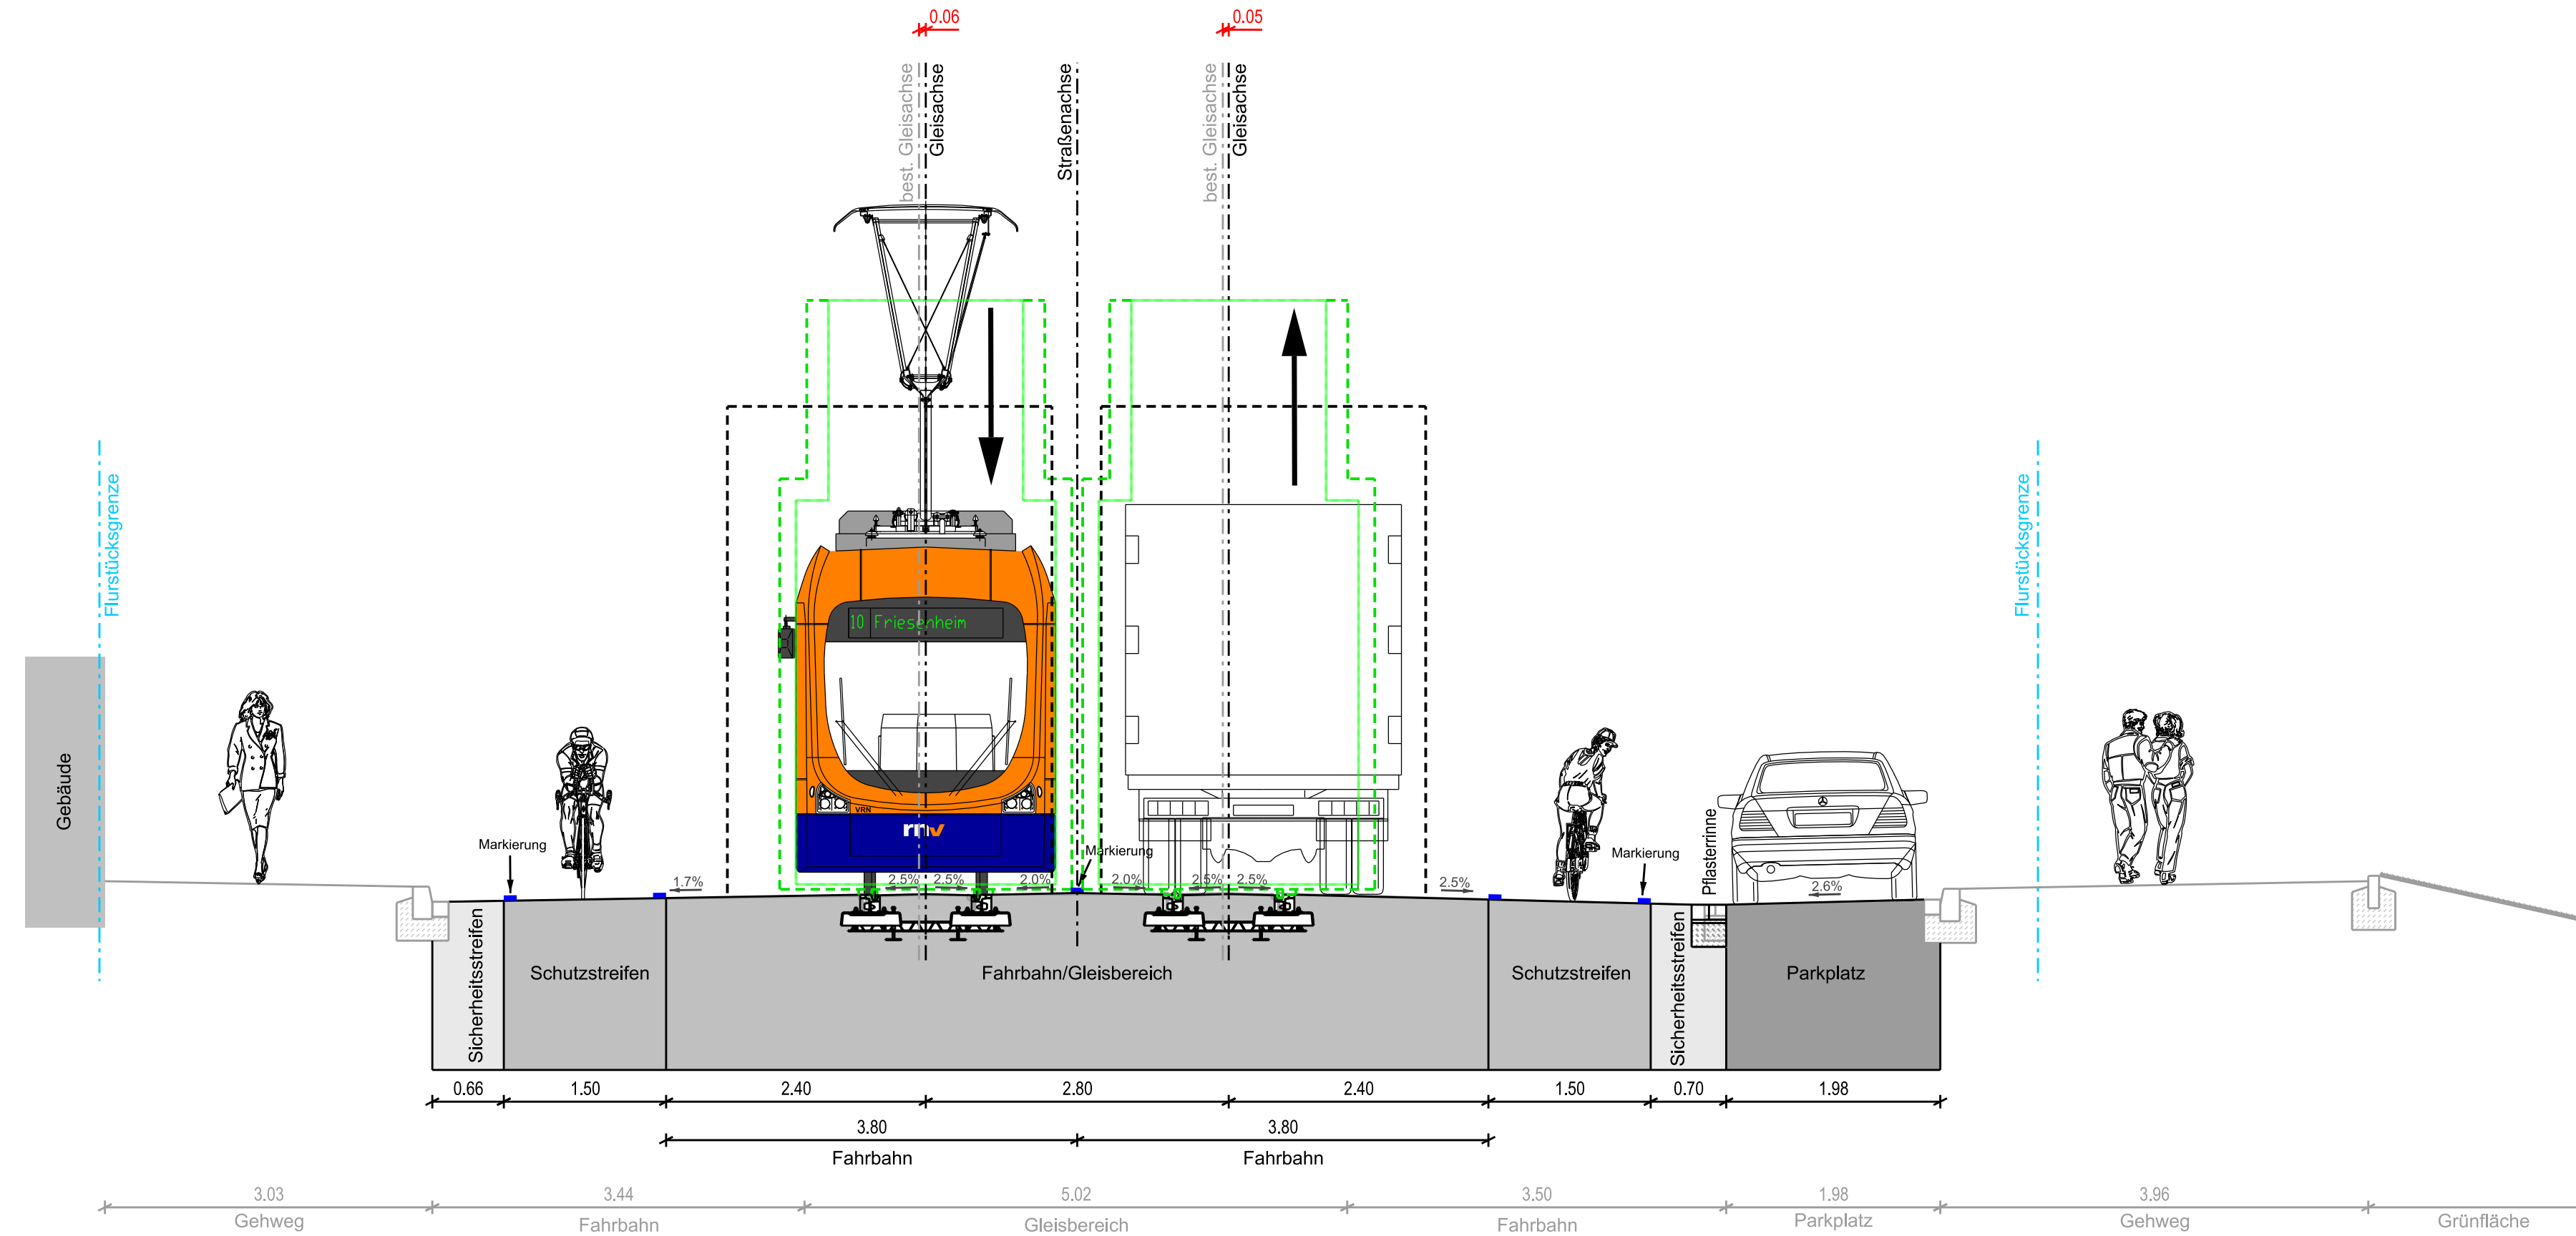 0.06
0.05
best. Gleisachse
Gleisachse
Straßenachse
best. Gleisachse
Gleisachse
Flurstücksgrenze
Flurstücksgrenze
10 Friesenheim
VRN
rnv
Gebäude
Markierung
Markierung
Markierung
Pflasterrinne
1.7%
2.5%
2.5%
2.0%
2.0%
2.5%
2.5%
2.5%
2.6%
Sicherheitsstreifen
Schutzstreifen
Fahrbahn/Gleisbereich
Schutzstreifen
Sicherheitsstreifen
Parkplatz
0.66
1.50
2.40
2.80
2.40
1.50
0.70
1.98
3.80
3.80
Fahrbahn
Fahrbahn
3.03
3.44
5.02
3.50
1.98
3.96
Gehweg
Fahrbahn
Gleisbereich
Fahrbahn
Parkplatz
Gehweg
Grünfläche